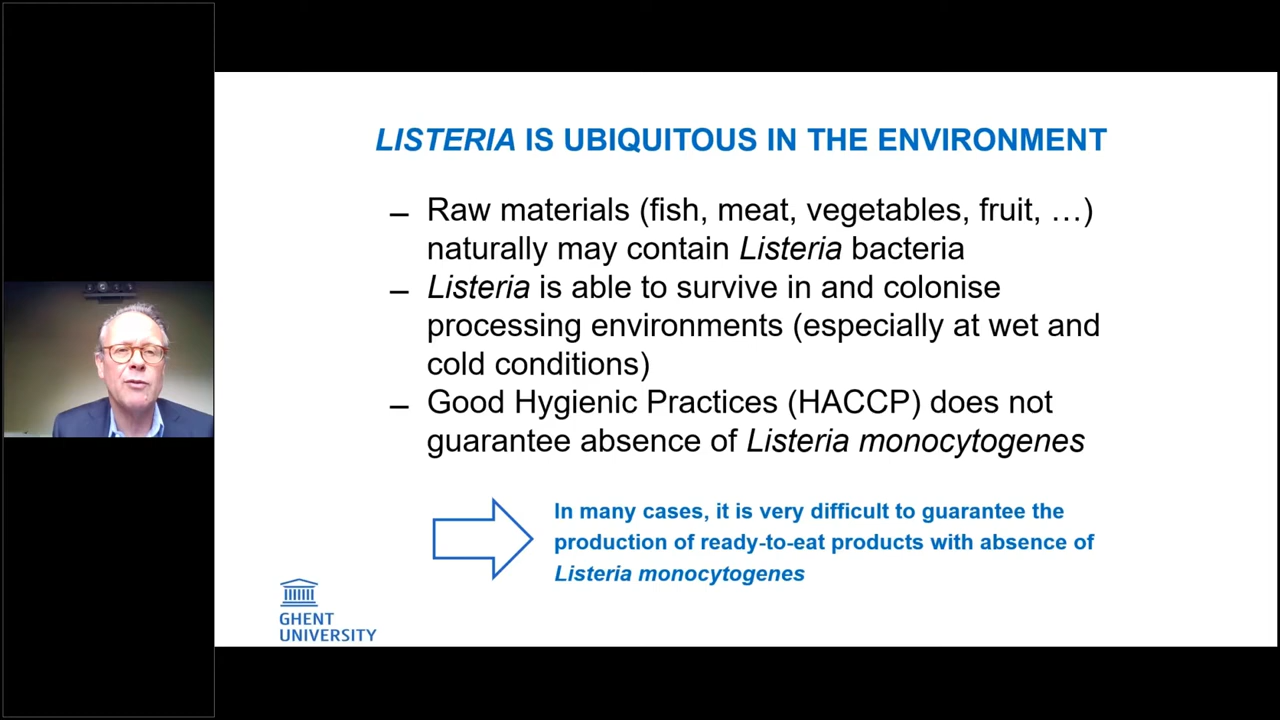 LISTERIA IS UBIQUITOUS IN THE ENVIRONMENT
– Raw materials (fish, meat, vegetables, fruit, …)
naturally may contain Listeria bacteria
– Listeria is able to survive in and colonise
processing environments (especially at wet and
cold conditions)
– Good Hygienic Practices (HACCP) does not
guarantee absence of Listeria monocytogenes
In many cases, it is very difficult to guarantee the
production of ready-to-eat products with absence of
Listeria monocytogenes
GHENT
UNIVERSITY